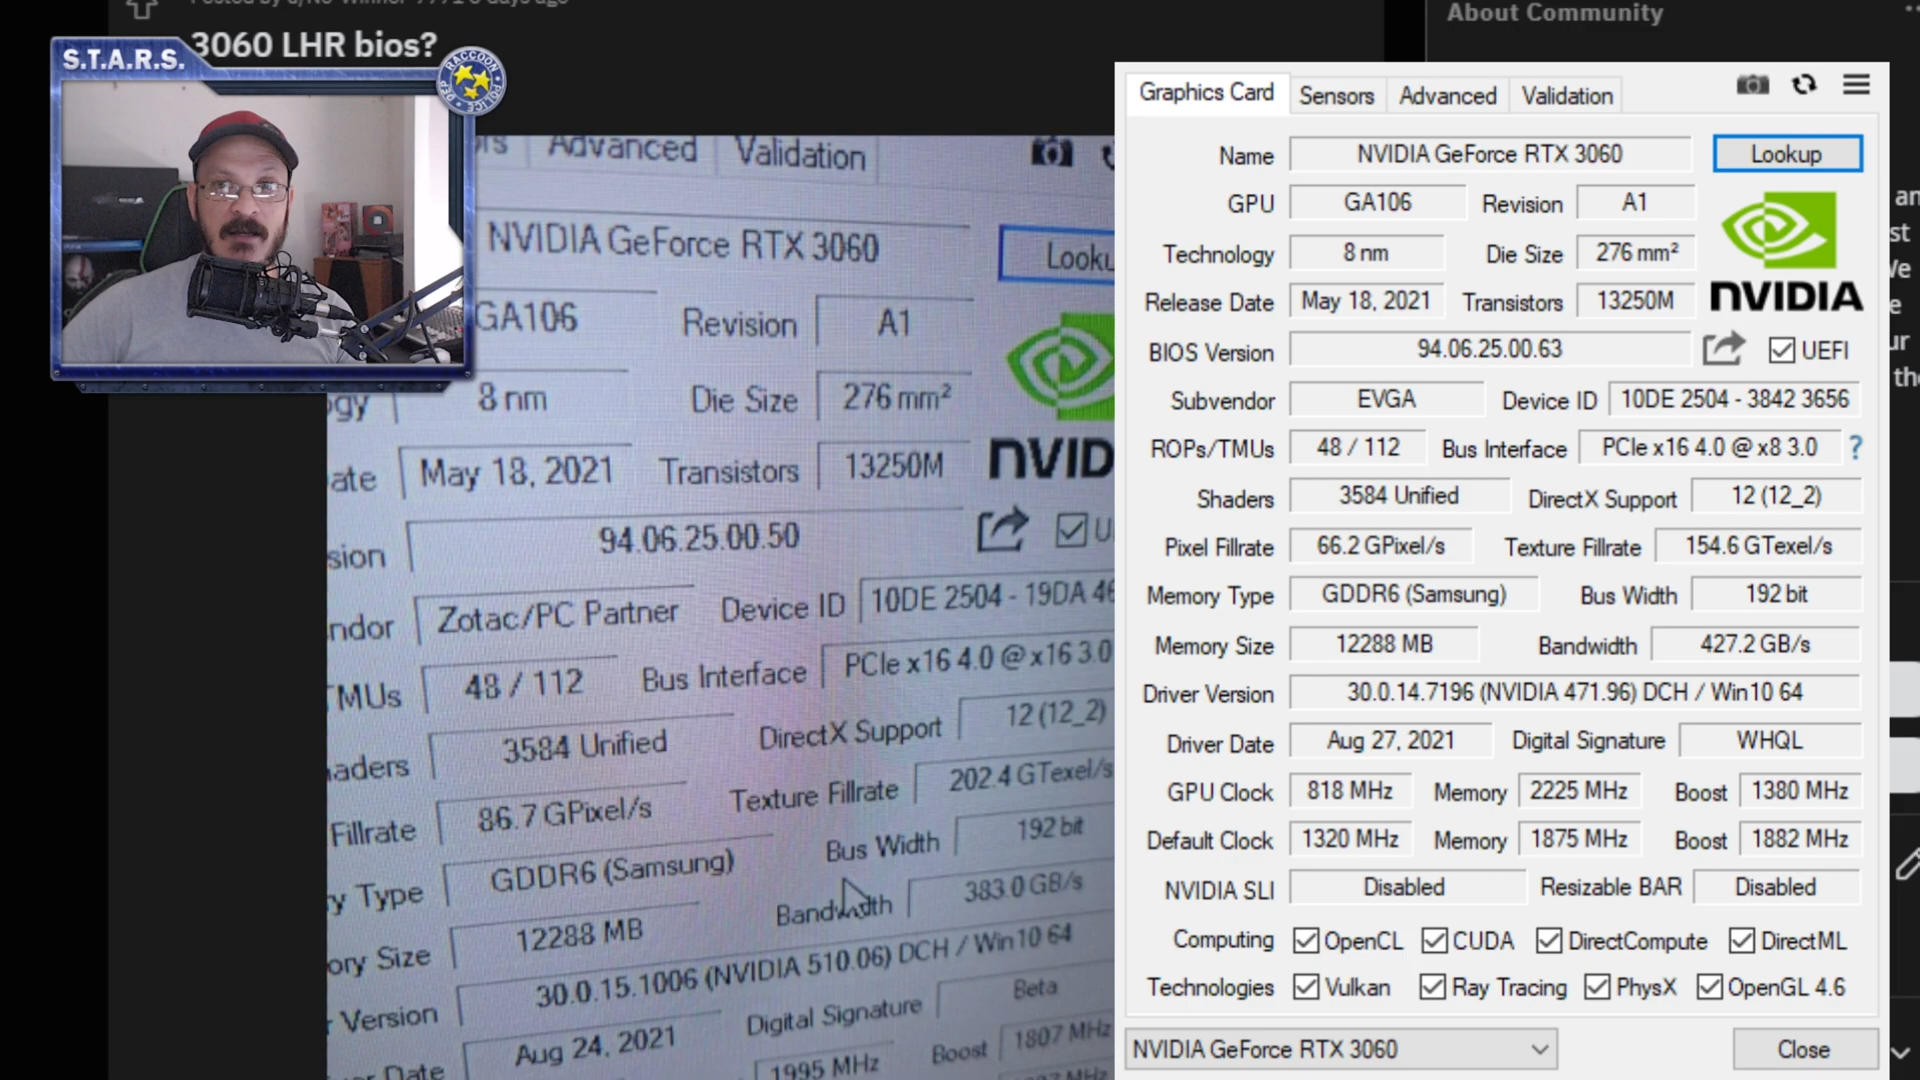 3060 LHR bios?
About Community
S.T.A.R.S.
RACCOON POLICE
Advanced Validation
NVIDIA GeForce RTX 3060
GA106 Revision A1
8 nm Die Size 276 mm²
May 18, 2021 Transistors 13250M
94.06.25.00.50
Zotac/PC Partner Device ID 10DE 2504 - 19DA
48 / 112 Bus Interface PCIe x16 4.0 @ x16 3.0
3584 Unified DirectX Support 12 (12_2)
Fillrate 86.7 GPixel/s Texture Fillrate 202.4 GTexel/s
Type GDDR6 (Samsung) Bus Width 192 bit
Size 12288 MB Bandwidth 383.0 GB/s
Version 30.0.15.1006 (NVIDIA 510.06) DCH / Win10 64
Date Aug 24, 2021 Digital Signature Beta
1995 MHz Boost 1807 MHz
Graphics Card Sensors Advanced Validation
Name NVIDIA GeForce RTX 3060 Lookup
GPU GA106 Revision A1
Technology 8 nm Die Size 276 mm²
Release Date May 18, 2021 Transistors 13250M
NVIDIA
BIOS Version 94.06.25.00.63 UEFI
Subvendor EVGA Device ID 10DE 2504 - 3842 3656
ROPs/TMUs 48 / 112 Bus Interface PCIe x16 4.0 @ x8 3.0 ?
Shaders 3584 Unified DirectX Support 12 (12_2)
Pixel Fillrate 66.2 GPixel/s Texture Fillrate 154.6 GTexel/s
Memory Type GDDR6 (Samsung) Bus Width 192 bit
Memory Size 12288 MB Bandwidth 427.2 GB/s
Driver Version 30.0.14.7196 (NVIDIA 471.96) DCH / Win10 64
Driver Date Aug 27, 2021 Digital Signature WHQL
GPU Clock 818 MHz Memory 2225 MHz Boost 1380 MHz
Default Clock 1320 MHz Memory 1875 MHz Boost 1882 MHz
NVIDIA SLI Disabled Resizable BAR Disabled
Computing OpenCL CUDA DirectCompute DirectML
Technologies Vulkan Ray Tracing PhysX OpenGL 4.6
NVIDIA GeForce RTX 3060 Close